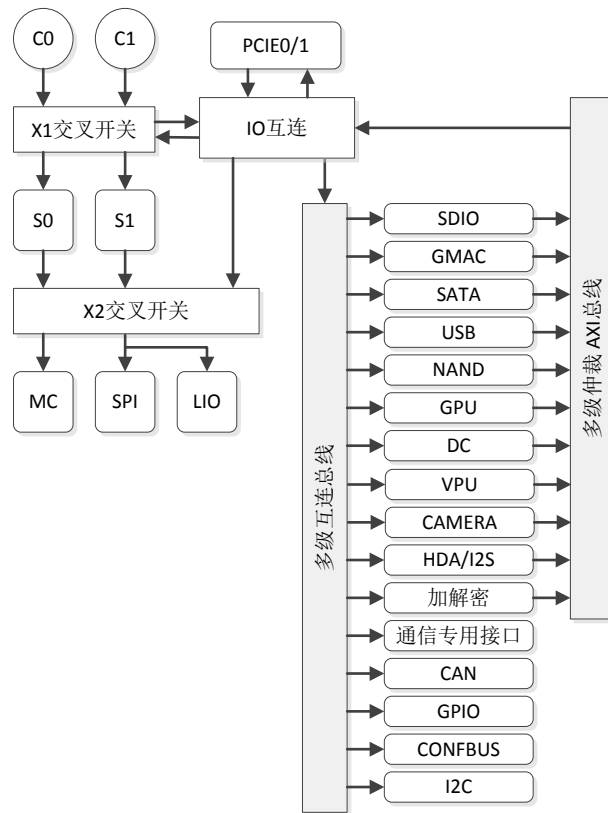 C0
C1
PCIE0/1
X1交叉开关
IO互连
S0
S1
X2交叉开关
MC
SPI
LIO
多级互连总线
SDIO
GMAC
SATA
USB
NAND
GPU
DC
VPU
CAMERA
HDA/I2S
加解密
通信专用接口
CAN
GPIO
CONFBUS
I2C
多级仲裁 AXI总线